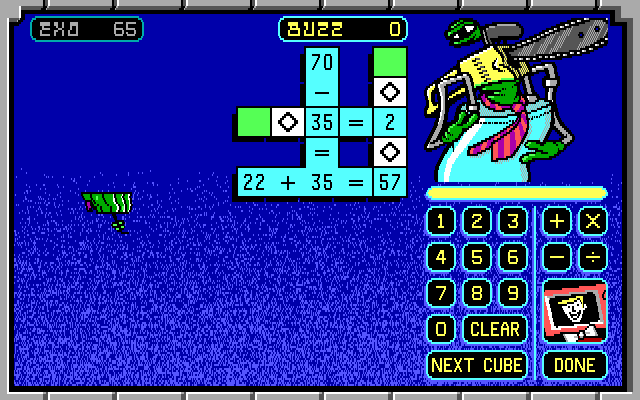 EXO 65
BUZZ 0
70
−
35 = 2
=
22 + 35 = 57
1 2 3 + X
4 5 6 − ÷
7 8 9
0 CLEAR
NEXT CUBE DONE